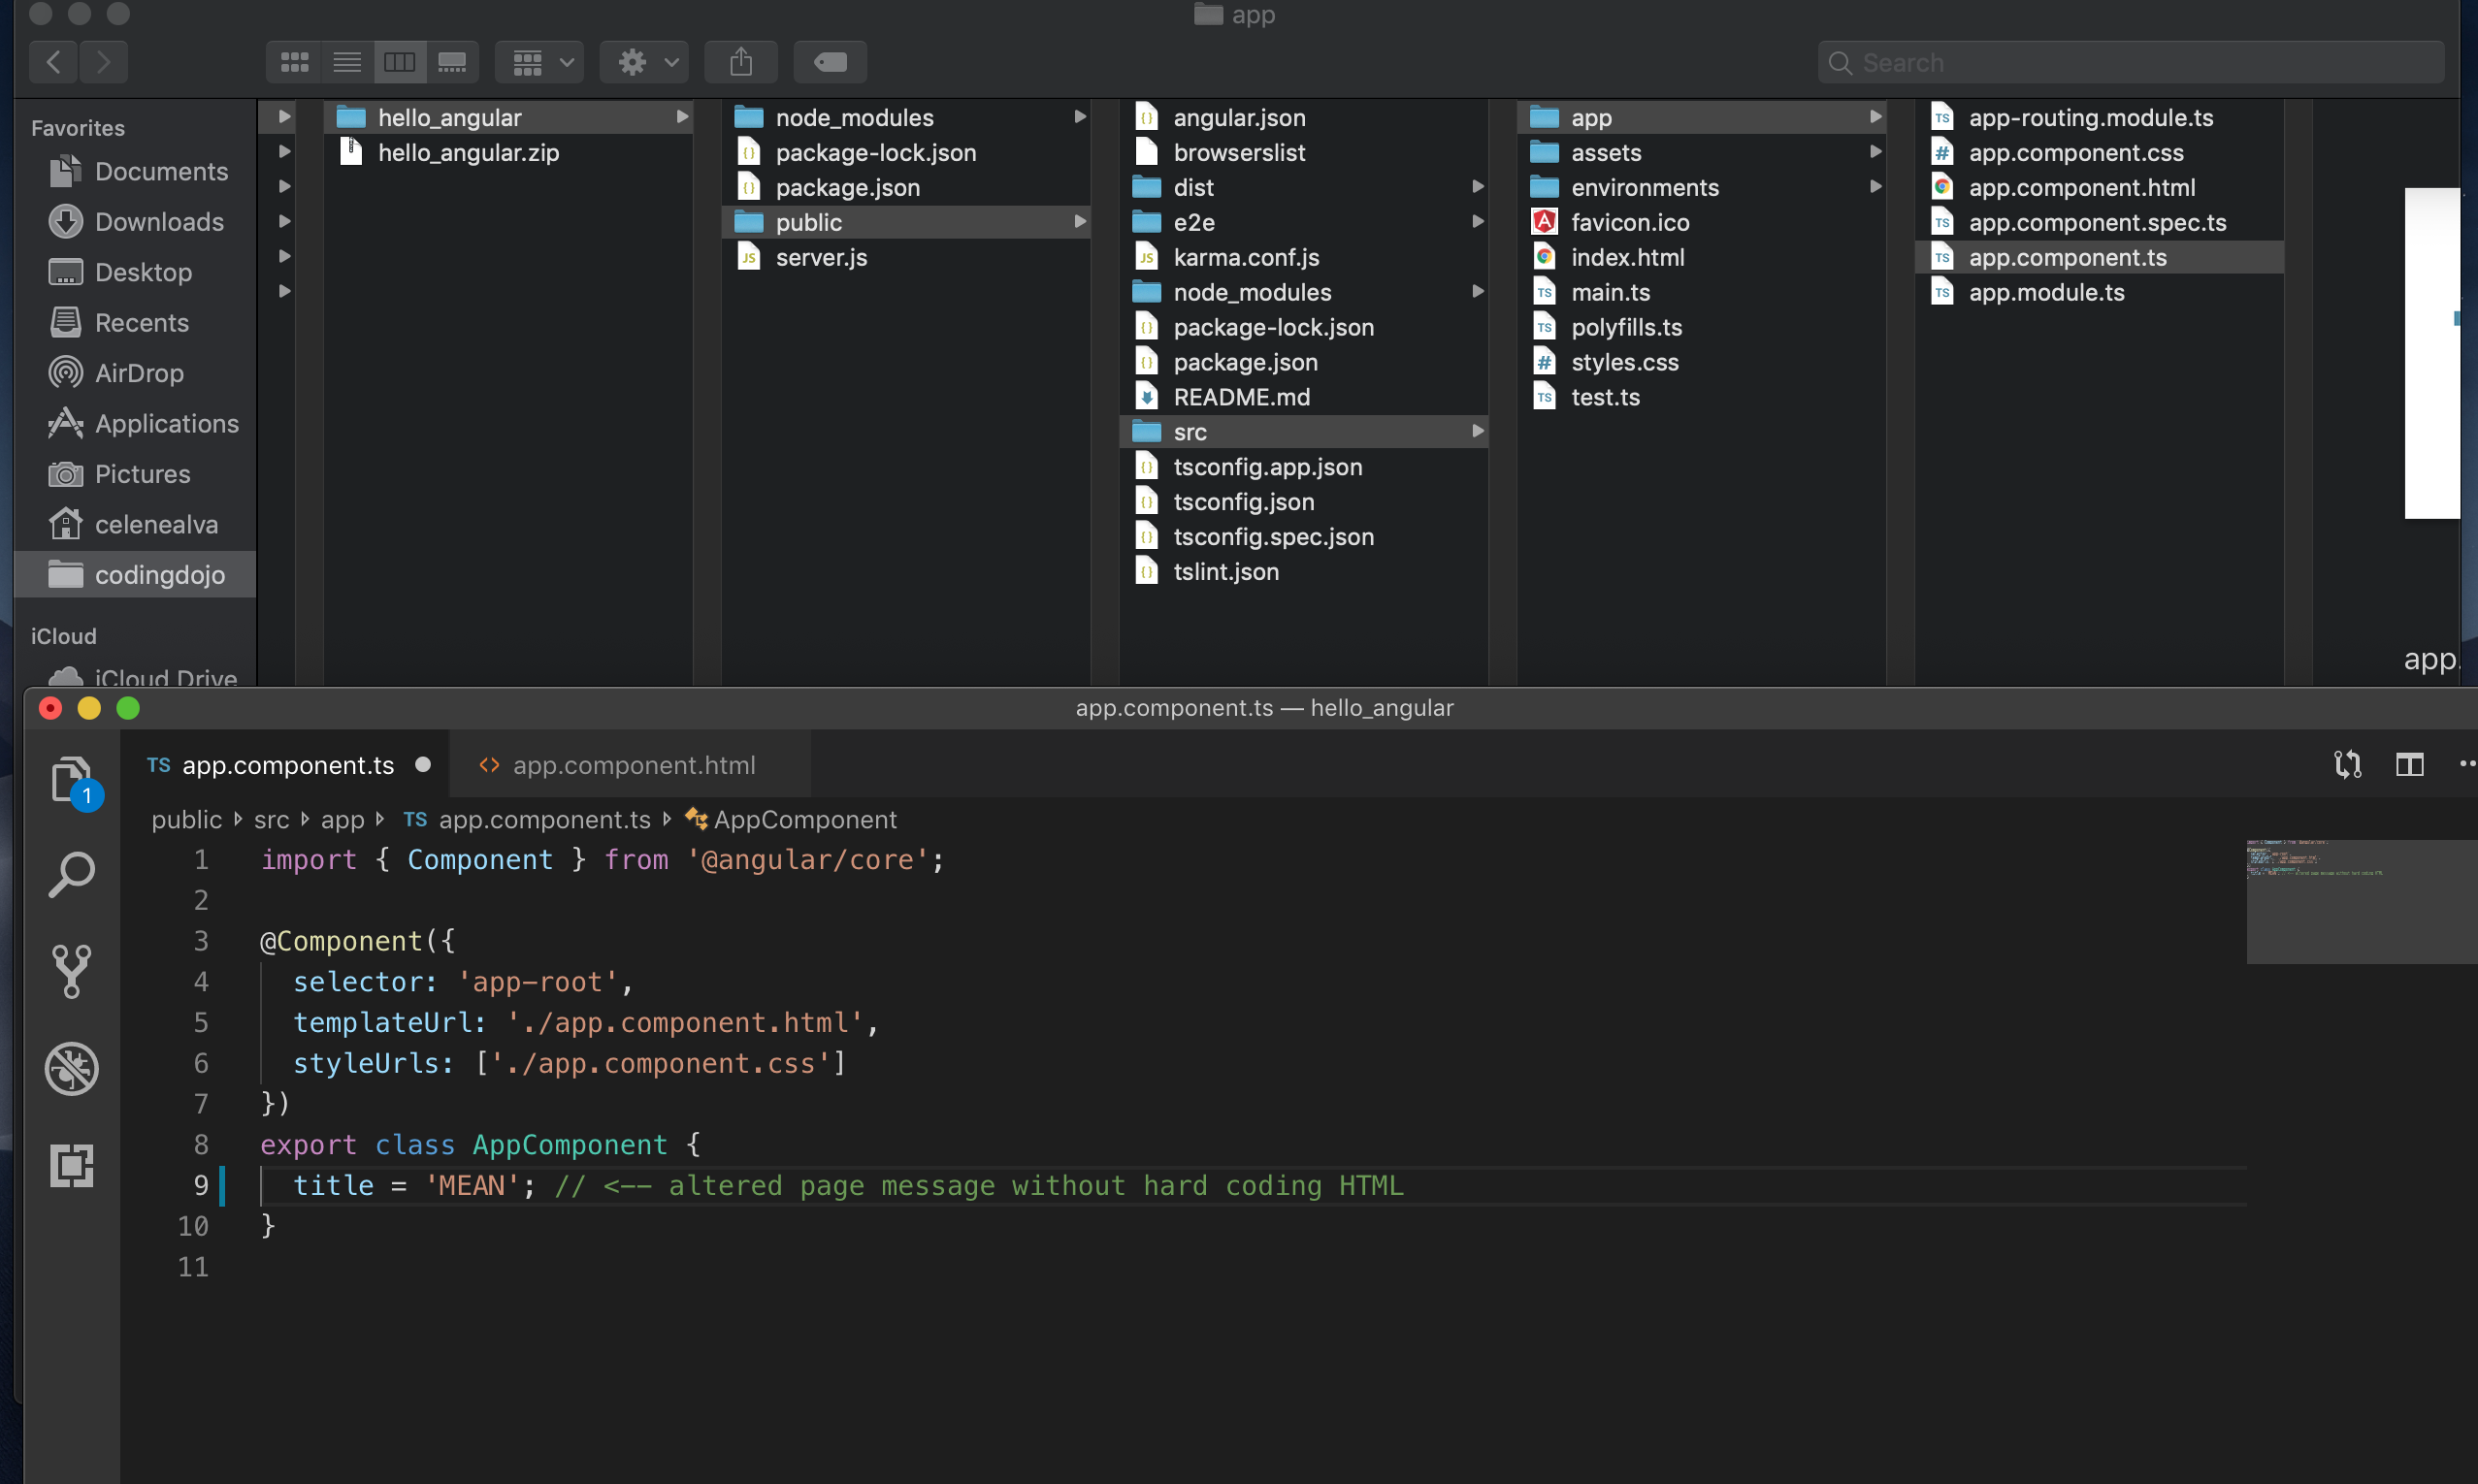 app
Search
Favorites
Documents
Downloads
Desktop
Recents
AirDrop
Applications
Pictures
celenealva
codingdojo
iCloud
iCloud Drive
hello_angular
hello_angular.zip
node_modules
package-lock.json
package.json
public
server.js
angular.json
browserslist
dist
e2e
karma.conf.js
node_modules
package-lock.json
package.json
README.md
src
tsconfig.app.json
tsconfig.json
tsconfig.spec.json
tslint.json
app
assets
environments
favicon.ico
index.html
main.ts
polyfills.ts
styles.css
test.ts
app-routing.module.ts
app.component.css
app.component.html
app.component.spec.ts
app.component.ts
app.module.ts
app.
app.component.ts — hello_angular
1
TS app.component.ts
<> app.component.html
public src app TS app.component.ts AppComponent
1 import { Component } from '@angular/core';
2
3 @Component({
4 selector: 'app-root',
5 templateUrl: './app.component.html',
6 styleUrls: ['./app.component.css']
7 })
8 export class AppComponent {
9 title = 'MEAN'; // <-- altered page message without hard coding HTML
10 }
11